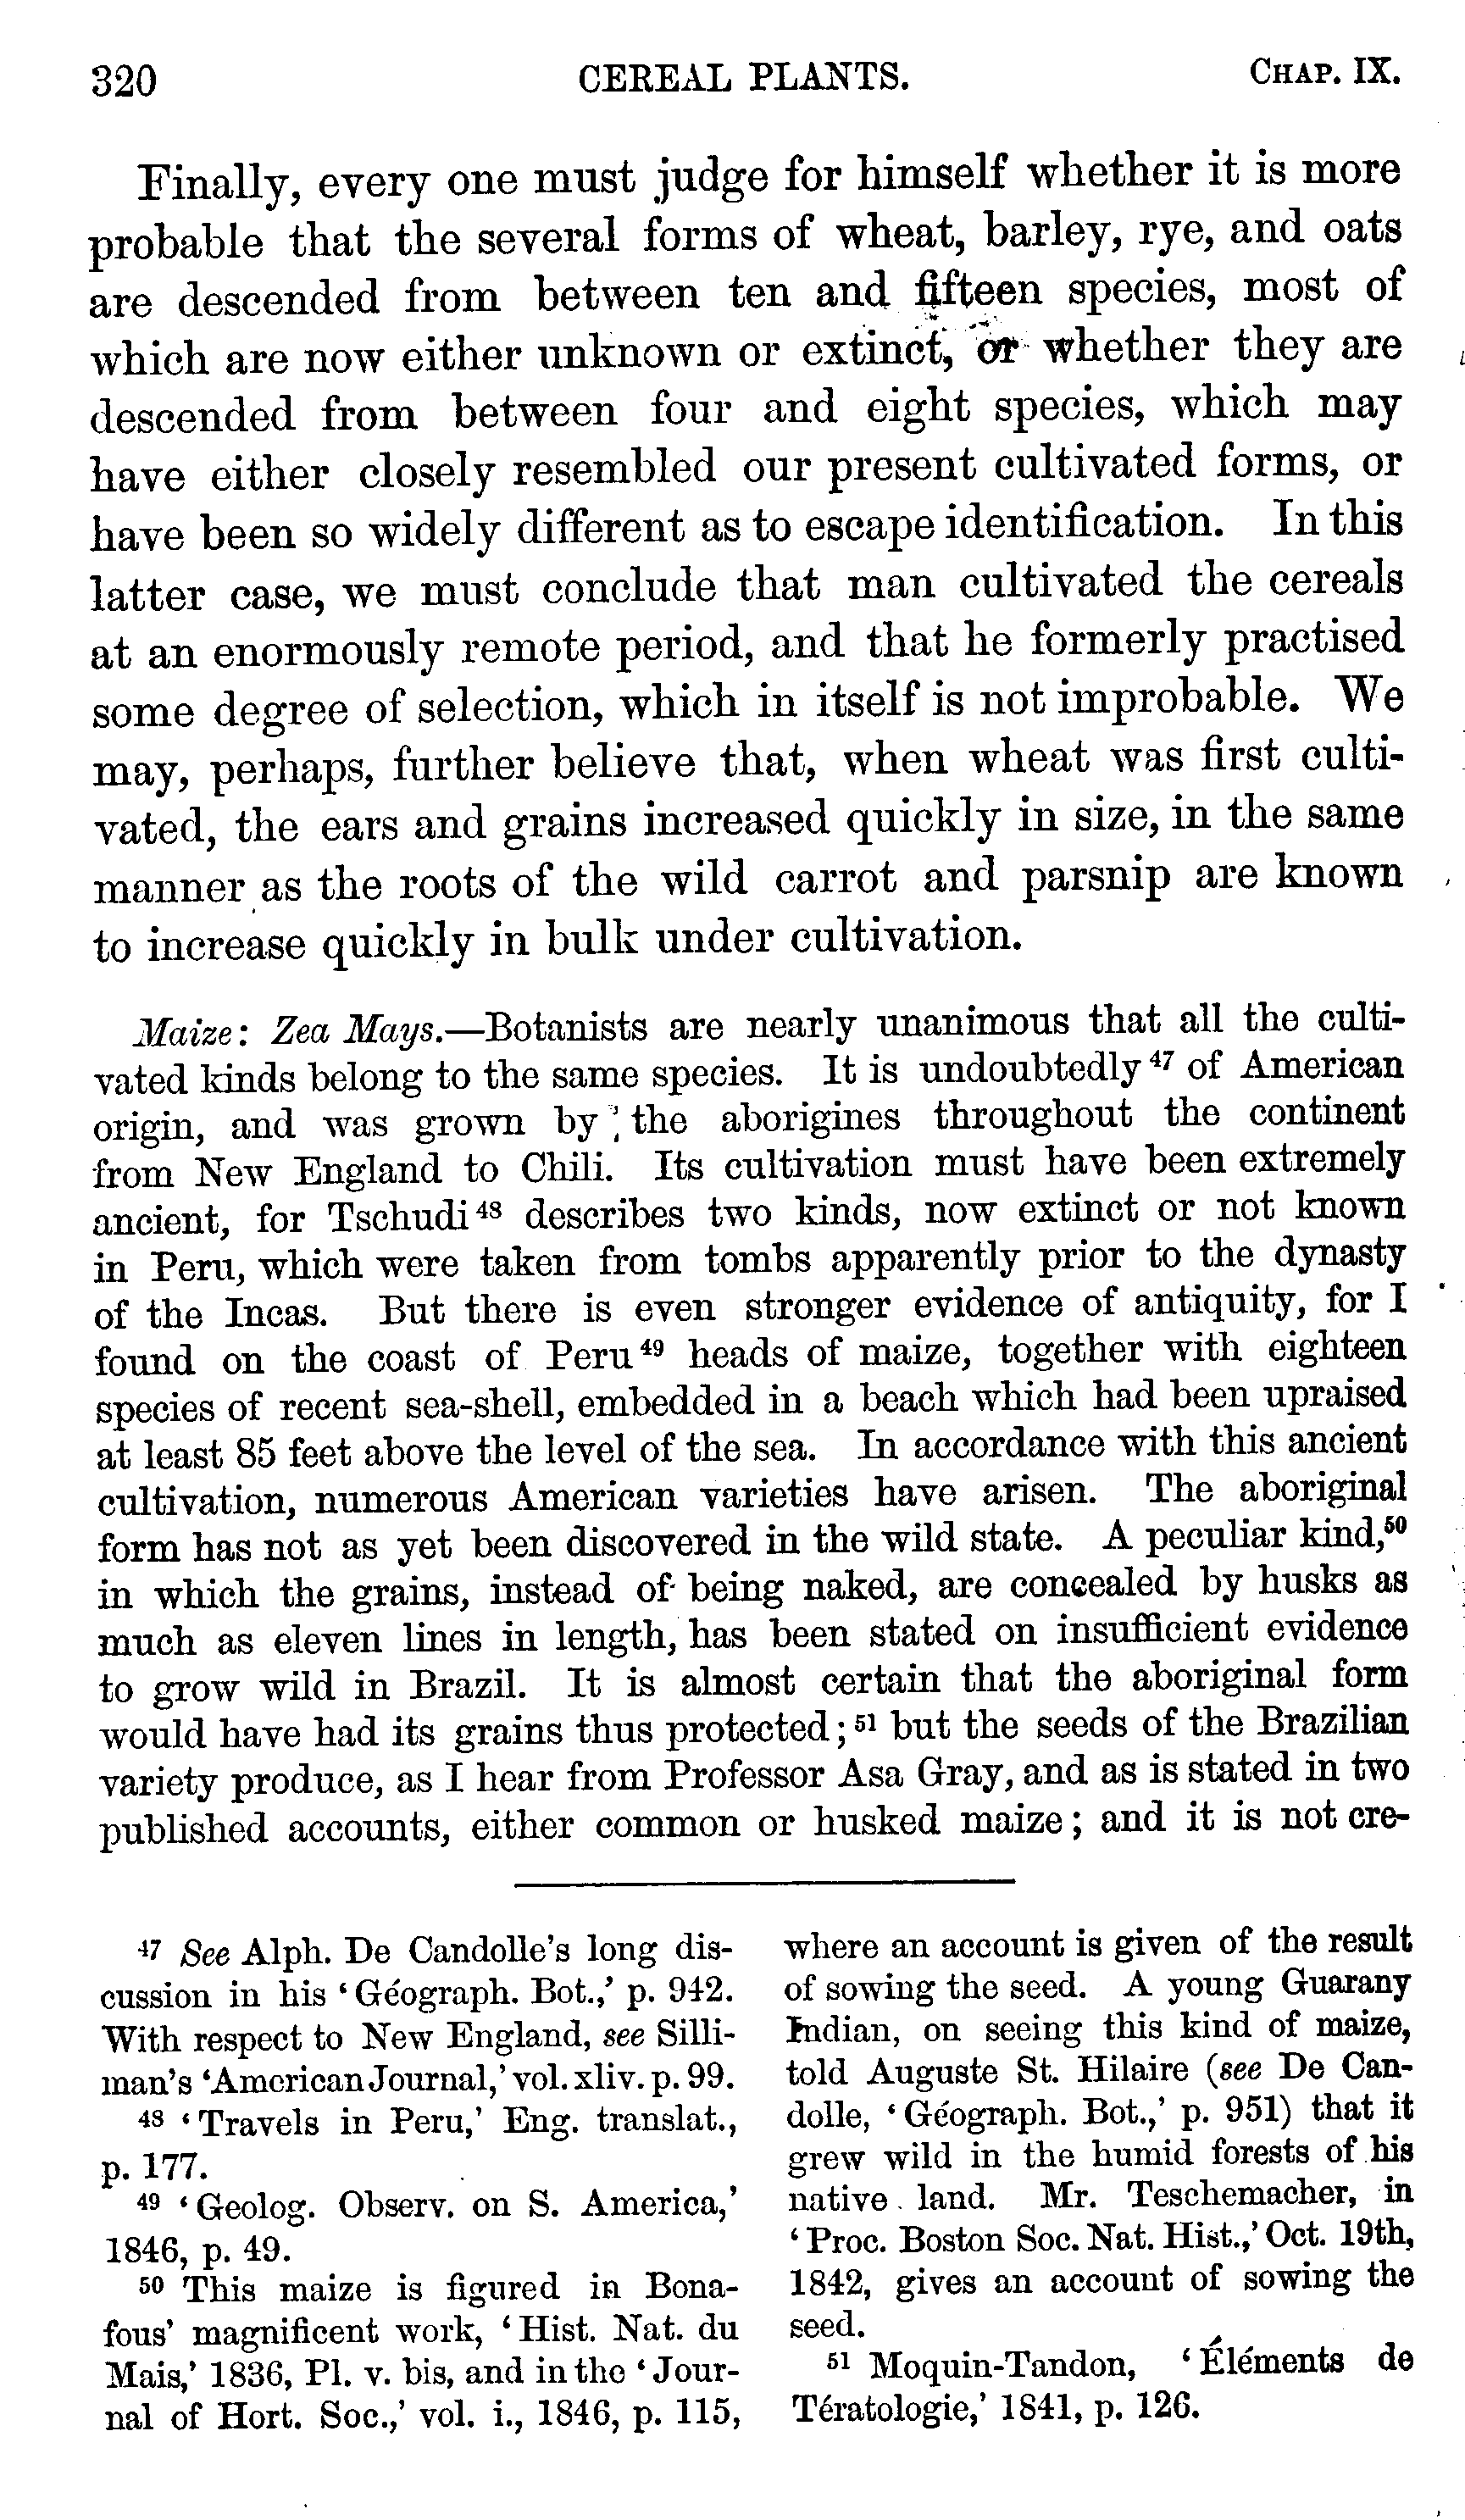 320 CEREAL PLANTS. CHAP. IX.
Finally, every one must judge for himself whether it is more
probable that the several forms of wheat, barley, rye, and oats
are descended from between ten and fifteen species, most of
which are now either unknown or extinct, or whether they are
descended from between four and eight species, which may
have either closely resembled our present cultivated forms, or
have been so widely different as to escape identification. In this
latter case, we must conclude that man cultivated the cereals
at an enormously remote period, and that he formerly practised
some degree of selection, which in itself is not improbable. We
may, perhaps, further believe that, when wheat was first culti-
vated, the ears and grains increased quickly in size, in the same
manner as the roots of the wild carrot and parsnip are known
to increase quickly in bulk under cultivation.
Maize: Zea Mays.—Botanists are nearly unanimous that all the culti-
vated kinds belong to the same species. It is undoubtedly 47 of American
origin, and was grown by the aborigines throughout the continent
from New England to Chili. Its cultivation must have been extremely
ancient, for Tschudi 48 describes two kinds, now extinct or not known
in Peru, which were taken from tombs apparently prior to the dynasty
of the Incas. But there is even stronger evidence of antiquity, for I
found on the coast of Peru 49 heads of maize, together with eighteen
species of recent sea-shell, embedded in a beach which had been upraised
at least 85 feet above the level of the sea. In accordance with this ancient
cultivation, numerous American varieties have arisen. The aboriginal
form has not as yet been discovered in the wild state. A peculiar kind,50
in which the grains, instead of being naked, are concealed by husks as
much as eleven lines in length, has been stated on insufficient evidence
to grow wild in Brazil. It is almost certain that the aboriginal form
would have had its grains thus protected; 51 but the seeds of the Brazilian
variety produce, as I hear from Professor Asa Gray, and as is stated in two
published accounts, either common or husked maize; and it is not cre-
47 See Alph. De Candolle's long dis-
cussion in his 'Géograph. Bot.,' p. 942.
With respect to New England, see Silli-
man's 'American Journal,' vol. xliv. p. 99.
48 'Travels in Peru,' Eng. translat.,
p. 177.
49 'Geolog. Observ. on S. America,'
1846, p. 49.
50 This maize is figured in Bona-
fous' magnificent work, 'Hist. Nat. du
Mais,' 1836, Pl. v. bis, and in the 'Jour-
nal of Hort. Soc.,' vol. i., 1846, p. 115,
where an account is given of the result
of sowing the seed. A young Guarany
Indian, on seeing this kind of maize,
told Auguste St. Hilaire (see De Can-
dolle, 'Géograph. Bot.,' p. 951) that it
grew wild in the humid forests of his
native land. Mr. Teschemacher, in
'Proc. Boston Soc. Nat. Hist.,' Oct. 19th,
1842, gives an account of sowing the
seed.
51 Moquin-Tandon, 'Éléments de
Tératologie,' 1841, p. 126.